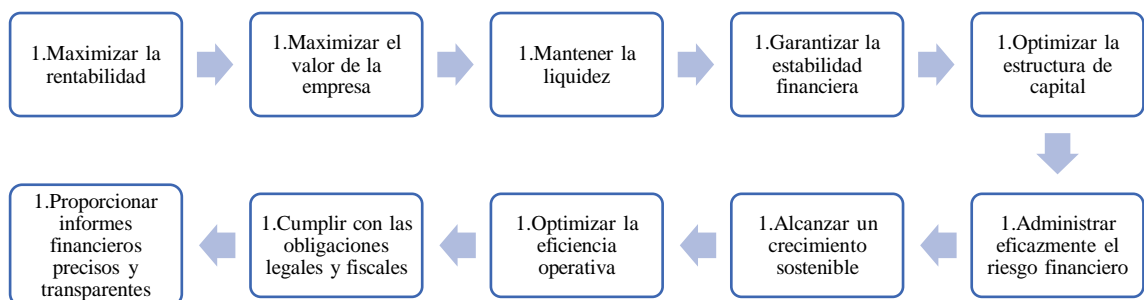 1.Maximizar la
rentabilidad
1.Maximizar el
valor de la
empresa
1.Mantener la
liquidez
1.Garantizar la
estabilidad
financiera
1.Optimizar la
estructura de
capital
1.Administrar
eficazmente el
riesgo financiero
1.Alcanzar un
crecimiento
sostenible
1.Optimizar la
eficiencia
operativa
1.Cumplir con las
obligaciones
legales y fiscales
1.Proporcionar
informes
financieros
precisos y
transparentes